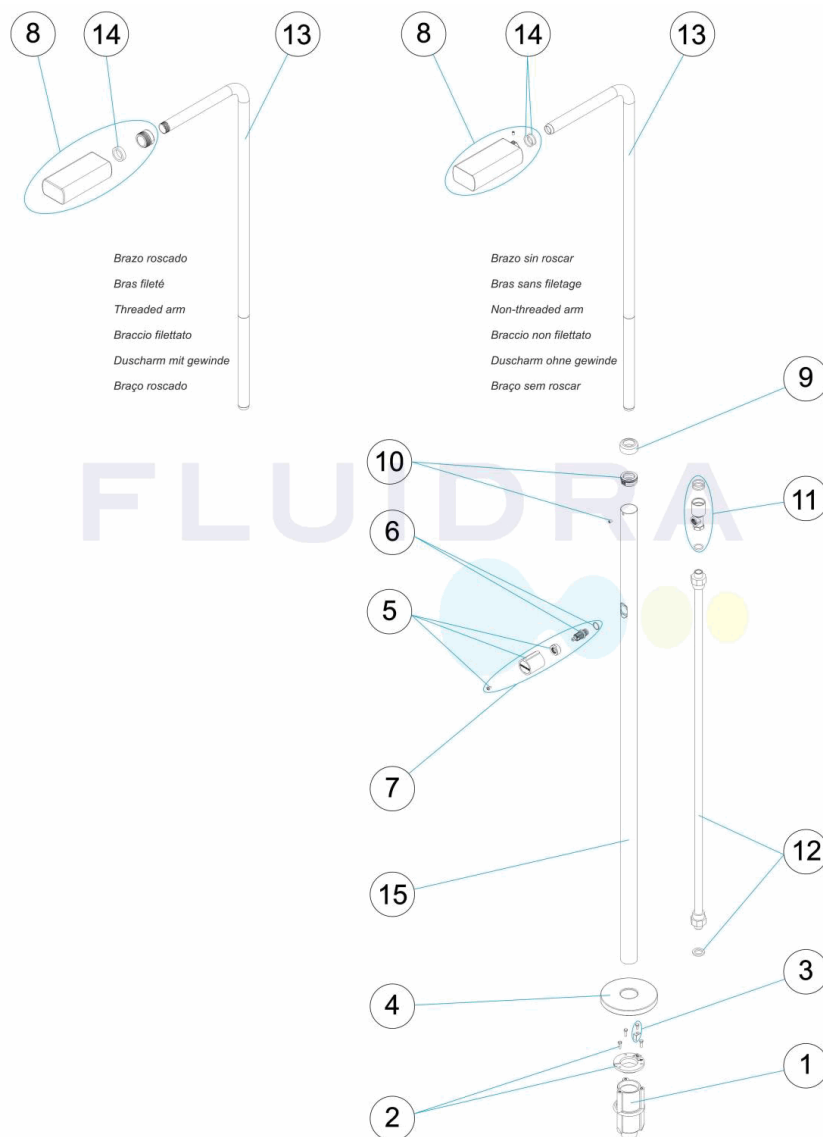 8 14 13
8 14 13
Brazo roscado
Bras fileté
Threaded arm
Braccio filettato
Duscharm mit gewinde
Braço roscado
Brazo sin roscar
Bras sans filetage
Non-threaded arm
Braccio non filettato
Duscharm ohne gewinde
Braço sem roscar
9
10
11
FLUIDRA
6
5
7
12
15
3
4
1
2